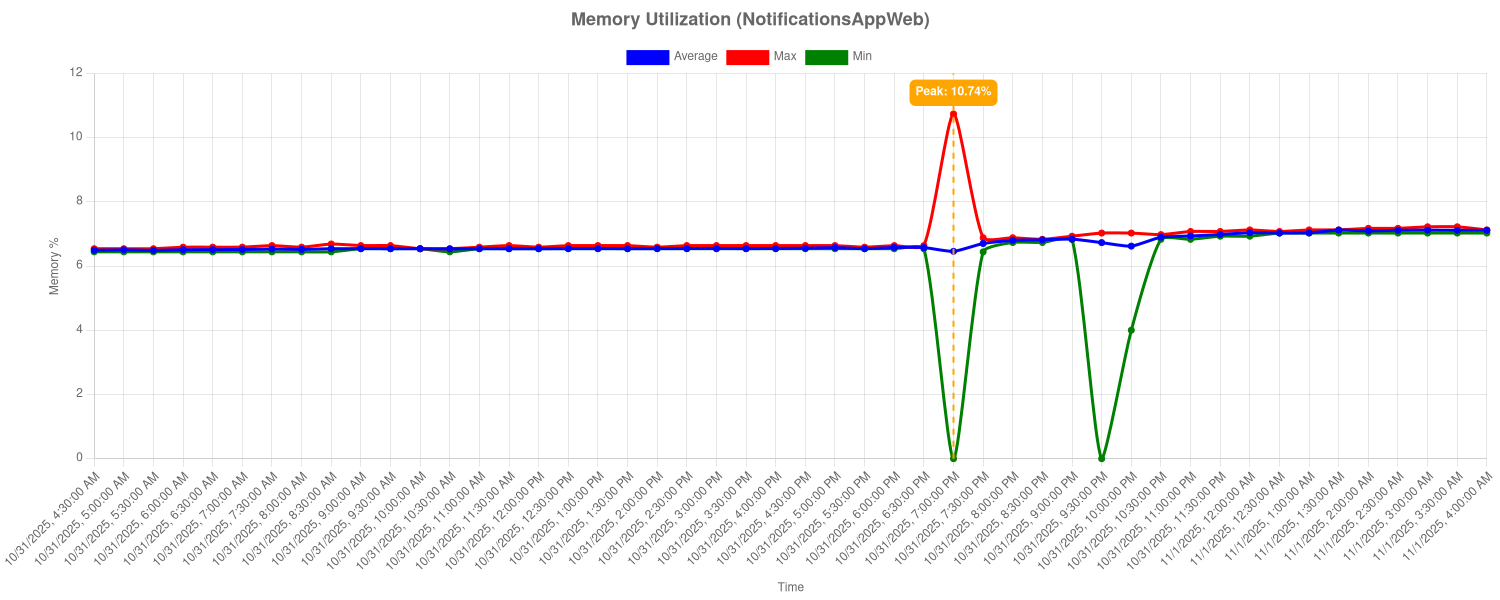 Memory Utilization (NotificationsAppWeb)
Average Max Min
Peak: 10.74%
12
10
8
6
4
2
0
Memory %
10/31/2025, 4:30:00 AM
10/31/2025, 5:00:00 AM
10/31/2025, 5:30:00 AM
10/31/2025, 6:00:00 AM
10/31/2025, 6:30:00 AM
10/31/2025, 7:00:00 AM
10/31/2025, 7:30:00 AM
10/31/2025, 8:00:00 AM
10/31/2025, 8:30:00 AM
10/31/2025, 9:00:00 AM
10/31/2025, 9:30:00 AM
10/31/2025, 10:00:00 AM
10/31/2025, 10:30:00 AM
10/31/2025, 11:00:00 AM
10/31/2025, 11:30:00 AM
10/31/2025, 12:00:00 PM
10/31/2025, 12:30:00 PM
10/31/2025, 1:00:00 PM
10/31/2025, 1:30:00 PM
10/31/2025, 2:00:00 PM
10/31/2025, 2:30:00 PM
10/31/2025, 3:00:00 PM
10/31/2025, 3:30:00 PM
10/31/2025, 4:00:00 PM
10/31/2025, 4:30:00 PM
10/31/2025, 5:00:00 PM
10/31/2025, 5:30:00 PM
10/31/2025, 6:00:00 PM
10/31/2025, 6:30:00 PM
10/31/2025, 7:00:00 PM
10/31/2025, 7:30:00 PM
10/31/2025, 8:00:00 PM
10/31/2025, 8:30:00 PM
10/31/2025, 9:00:00 PM
10/31/2025, 9:30:00 PM
10/31/2025, 10:00:00 PM
10/31/2025, 10:30:00 PM
10/31/2025, 11:00:00 PM
10/31/2025, 11:30:00 PM
11/1/2025, 12:00:00 AM
11/1/2025, 12:30:00 AM
11/1/2025, 1:00:00 AM
11/1/2025, 1:30:00 AM
11/1/2025, 2:00:00 AM
11/1/2025, 2:30:00 AM
11/1/2025, 3:00:00 AM
11/1/2025, 3:30:00 AM
11/1/2025, 4:00:00 AM
Time